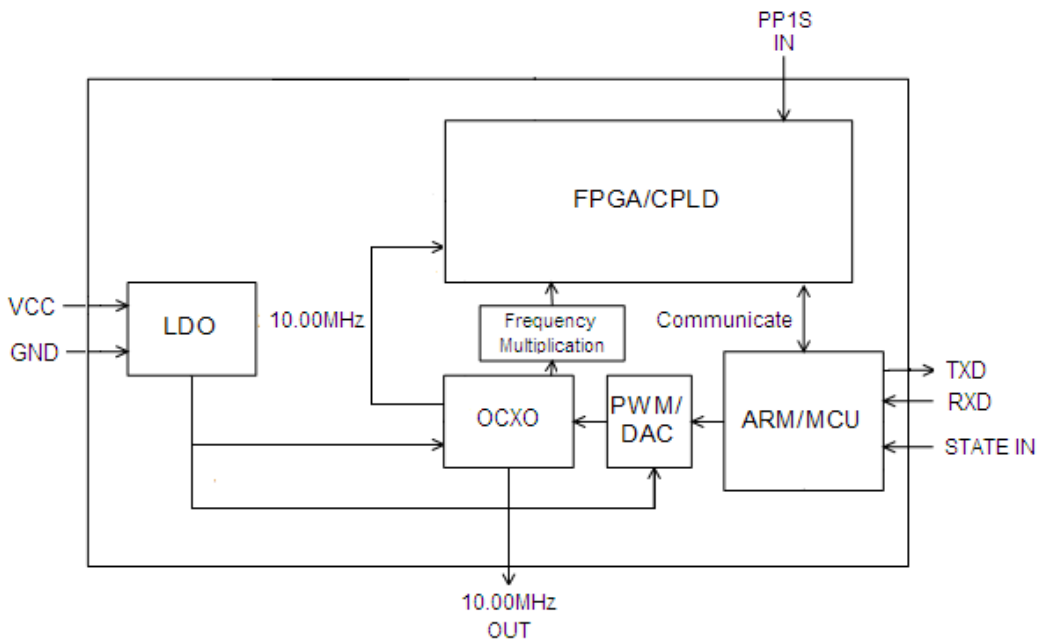 PP1S
IN
FPGA/CPLD
VCC
GND
LDO
10.00MHz
Frequency
Multiplication
Communicate
OCXO
PWM/
DAC
ARM/MCU
TXD
RXD
STATE IN
10.00MHz
OUT